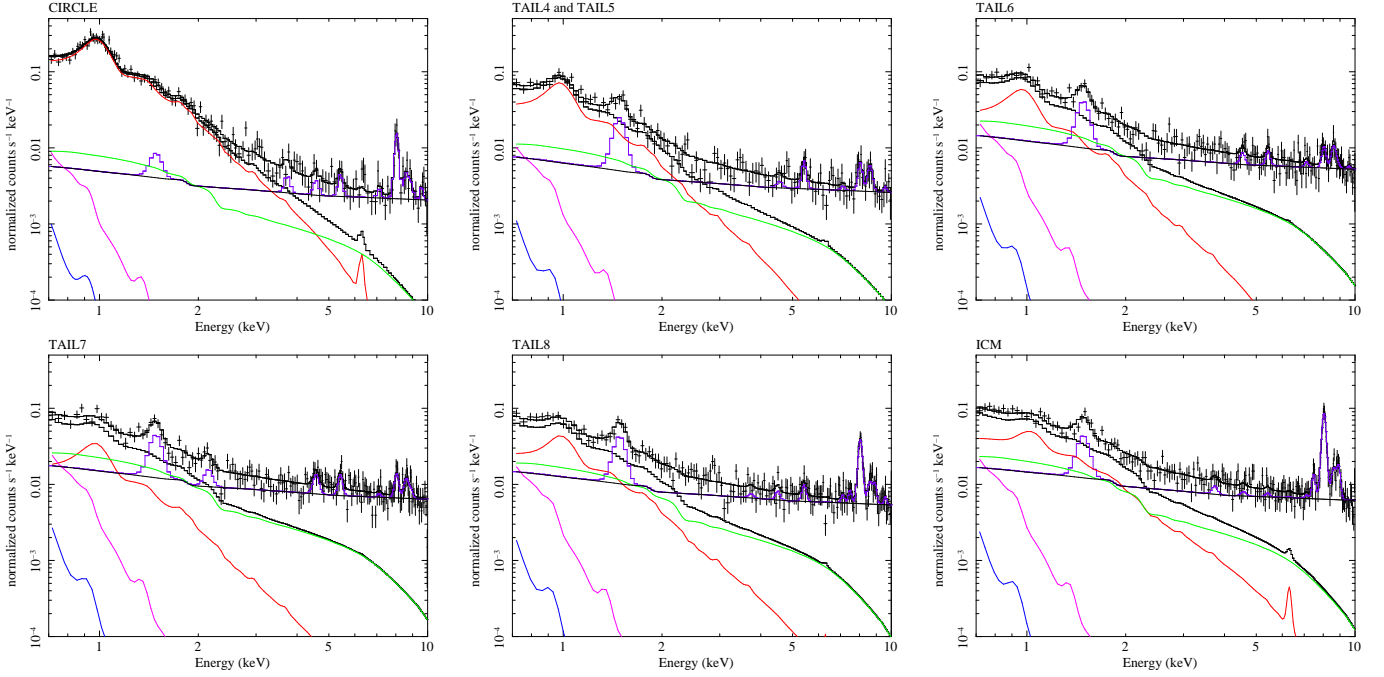 CIRCLE
normalized counts s⁻¹ keV⁻¹
0.1
0.01
10⁻³
10⁻⁴
1 2 5 10
Energy (keV)
TAIL4 and TAIL5
normalized counts s⁻¹ keV⁻¹
0.1
0.01
10⁻³
10⁻⁴
1 2 5 10
Energy (keV)
TAIL6
normalized counts s⁻¹ keV⁻¹
0.1
0.01
10⁻³
10⁻⁴
1 2 5 10
Energy (keV)
TAIL7
normalized counts s⁻¹ keV⁻¹
0.1
0.01
10⁻³
10⁻⁴
1 2 5 10
Energy (keV)
TAIL8
normalized counts s⁻¹ keV⁻¹
0.1
0.01
10⁻³
10⁻⁴
1 2 5 10
Energy (keV)
ICM
normalized counts s⁻¹ keV⁻¹
0.1
0.01
10⁻³
10⁻⁴
1 2 5 10
Energy (keV)